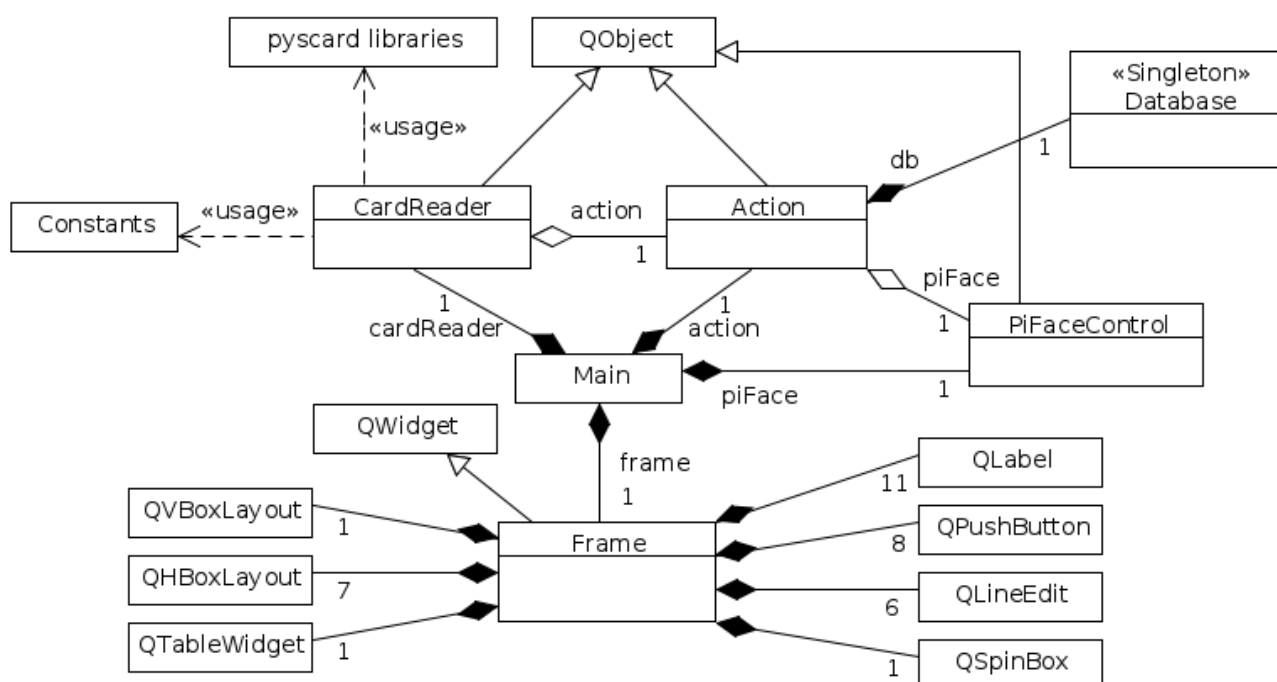 pyscard libraries
QObject
«Singleton»
Database
«usage»
db
1
Constants
«usage»
CardReader
action
1
Action
piFace
1
PiFaceControl
1
cardReader
1
action
Main
piFace
1
QWidget
frame
1
QLabel
11
QVBoxLayout
1
Frame
QPushButton
8
QHBoxLayout
7
QLineEdit
6
QTableWidget
1
QSpinBox
1